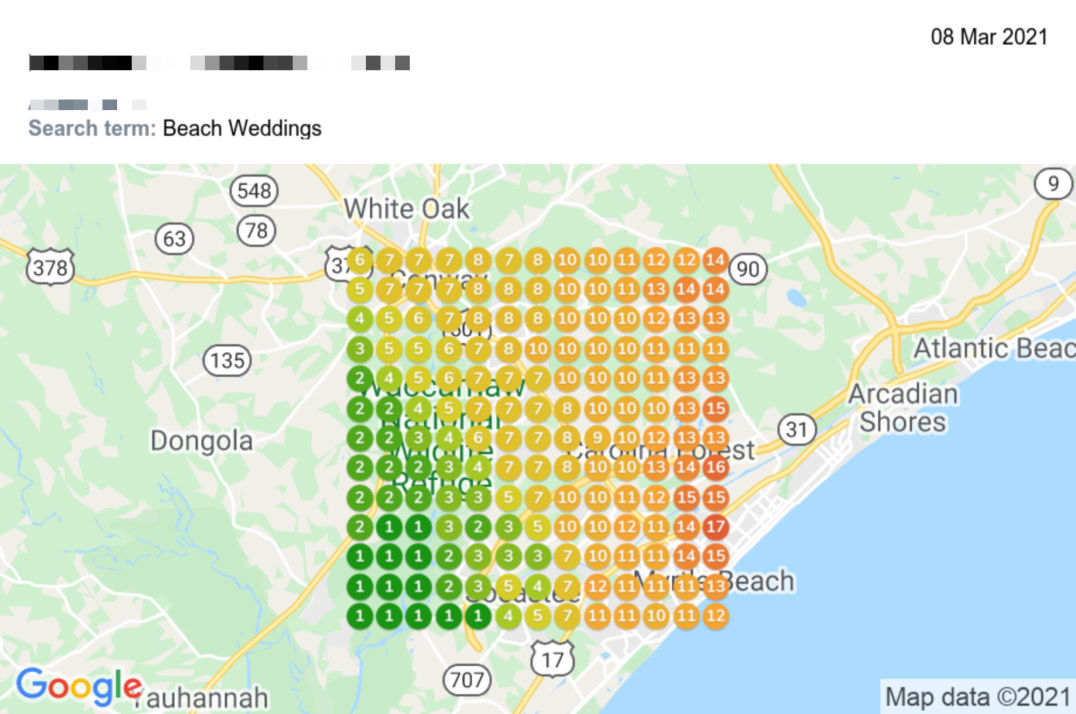 08 Mar 2021
Search term: Beach Weddings
548
9
White Oak
78
63
378
6 7 7 7 8 7 8 10 10 11 12 12 14
90
Conway
5 7 7 7 8 8 8 10 10 11 13 14 14
4 5 6 7 8 8 8 10 10 10 12 13 13
3 5 5 6 7 8 10 10 10 10 11 11 11
Atlantic Beac
135
2 4 5 6 7 7 7 10 10 10 11 13 13
Waccamaw
Arcadian
Shores
2 2 4 5 7 7 7 8 10 10 10 13 15
National
31
2 2 3 4 6 7 7 8 9 10 12 13 13
Dongola
Wildlife
Carolina Forest
2 2 2 3 4 7 7 8 10 10 13 14 16
Refuge
2 2 2 3 3 5 7 10 10 11 12 15 15
2 1 1 3 2 3 5 10 10 12 11 14 17
1 1 1 2 3 3 3 7 10 11 11 14 15
Myrtle Beach
1 1 1 2 3 5 4 7 12 11 11 11 13
Socastee
1 1 1 1 1 4 5 7 11 11 10 11 12
17
707
Google
Yauhannah
Map data ©2021